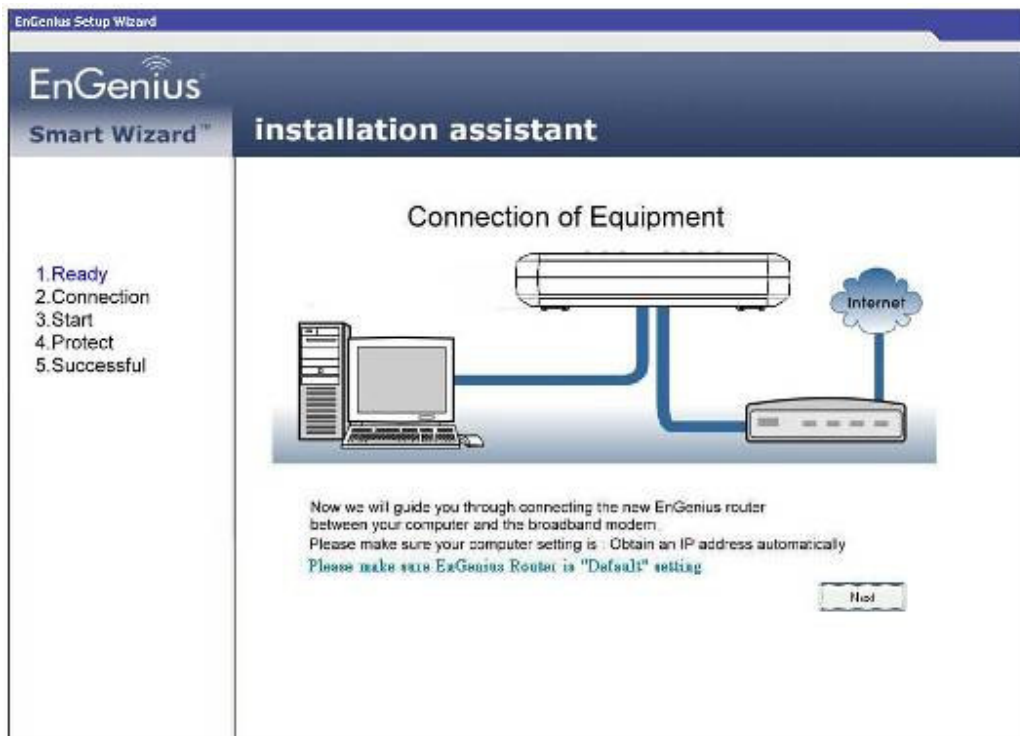 EnGenius Setup Wizard
EnGenius
Smart Wizard™
installation assistant
Connection of Equipment
1.Ready
2.Connection
3.Start
4.Protect
5.Successful
Internet
Now we will guide you through connecting the new EnGenius router
between your computer and the broadband modem.
Please make sure your computer setting is : Obtain an IP address automatically
Please make sure EnGenius Router is "Default" setting
Next